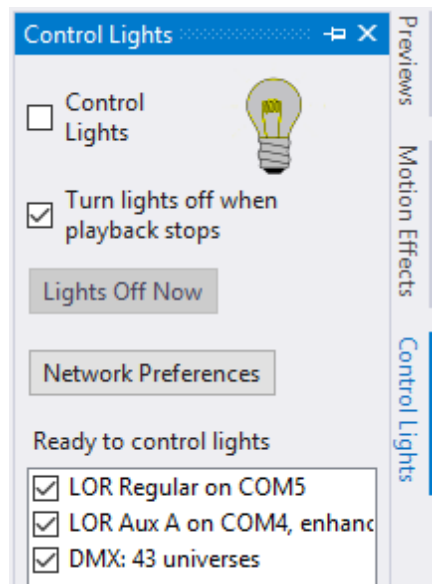 Control Lights
Control
Lights
Turn lights off when
playback stops
Lights Off Now
Network Preferences
Ready to control lights
LOR Regular on COM5
LOR Aux A on COM4, enhanc
DMX: 43 universes
Previews
Motion Effects
Control Lights